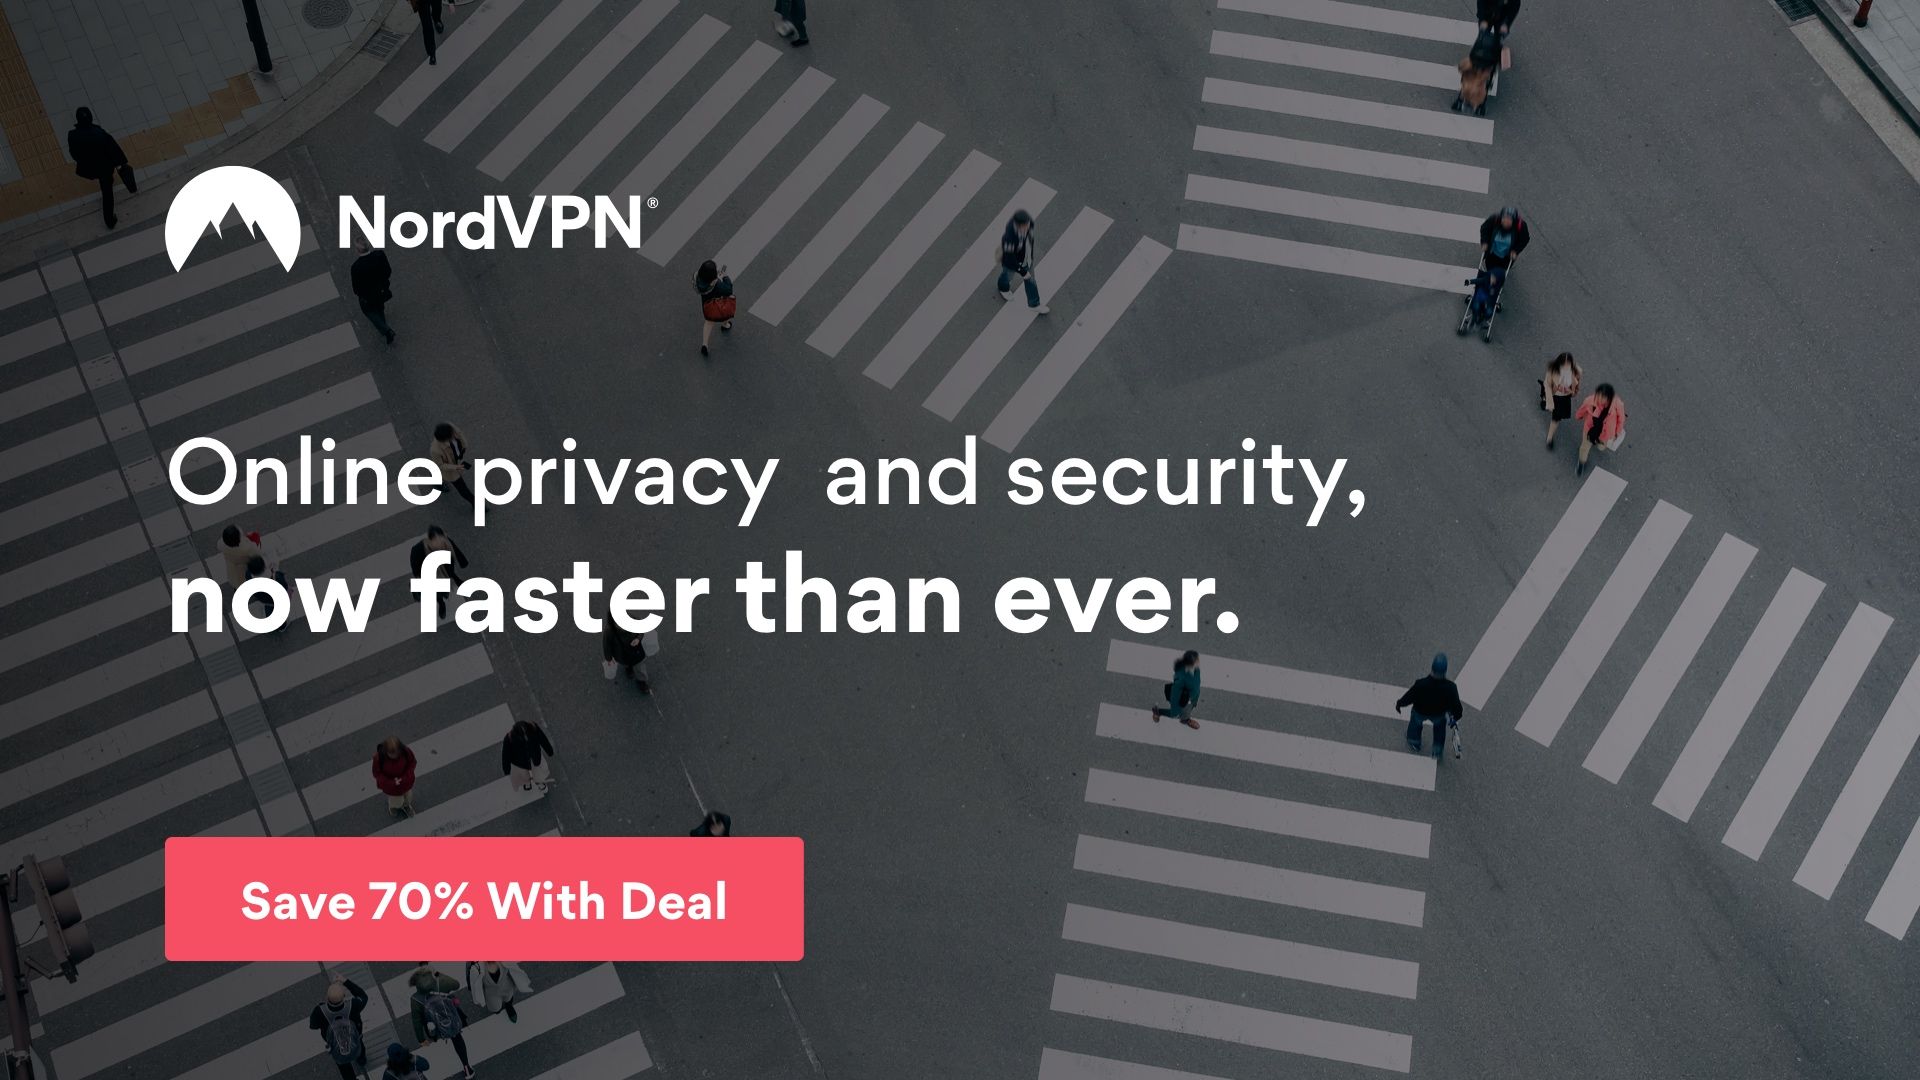 NordVPN®
Online privacy  and security,
now faster than ever.
Save 70% With Deal